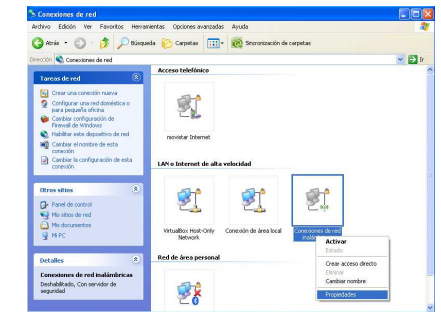 Conexiones de red
Archivo Edición Ver Favoritos Herramientas Opciones avanzadas Ayuda
Atrás Búsqueda Carpetas Sincronización de carpetas
Dirección Conexiones de red Ir
Tareas de red
Crear una conexión nueva
Configurar una red doméstica o
para pequeña oficina
Cambiar configuración de
Firewall de Windows
Habilitar este dispositivo de red
Cambiar el nombre de esta
conexión
Cambiar la configuración de esta
conexión
Otros sitios
Panel de control
Mis sitios de red
Mis documentos
Mi PC
Detalles
Conexiones de red inalámbricas
Deshabilitado, Con servidor de
seguridad
Acceso telefónico
movistar Internet
LAN o Internet de alta velocidad
VirtualBox Host-Only
Network
Conexión de área local
Conexiones de red
inalám
Activar
Estado
Crear acceso directo
Eliminar
Cambiar nombre
Propiedades
Red de área personal